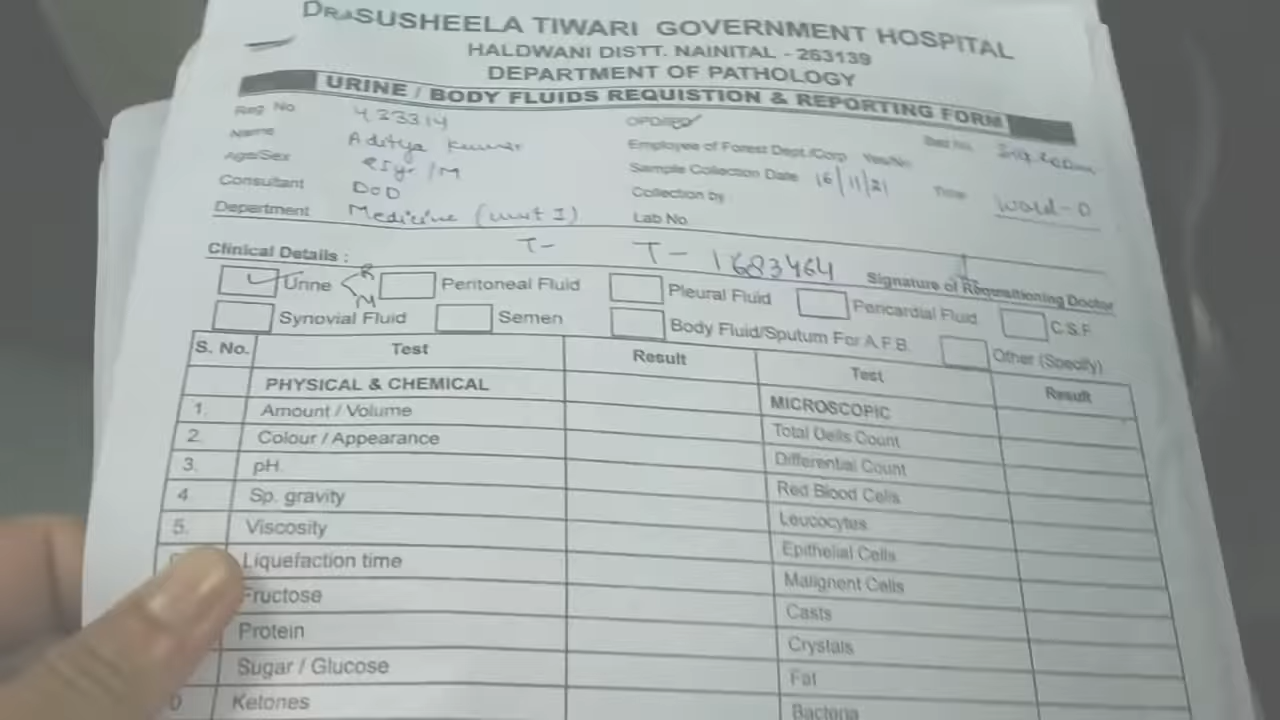 Dr. SUSHEELA TIWARI GOVERNMENT HOSPITAL
HALDWANI DISTT. NAINITAL - 263139
DEPARTMENT OF PATHOLOGY
URINE / BODY FLUIDS REQUISTION & REPORTING FORM
Reg No. 423314 OPD/IPD
Name Aditya Kumar Employee of Forest Dept./Corp Yes/No
Age/Sex /M Sample Collection Date 16/11/21 Time
Consultant DOD Collection by Ward-D
Department Medicine (unit I) Lab No.
Clinical Details : T- T-1683464 Signature of Requisitioning Doctor
Urine R M Peritoneal Fluid Pleural Fluid Pericardial Fluid C.S.F.
Synovial Fluid Semen Body Fluid/Sputum For A.F.B. Other (Specify)
S. No. Test Result Test Result
PHYSICAL & CHEMICAL MICROSCOPIC
1. Amount / Volume Total Cells Count
2. Colour / Appearance Differential Count
3. pH Red Blood Cells
4 Sp. gravity Leucocytes
5. Viscosity Epithelial Cells
Liquefaction time Malignent Cells
Fructose Casts
Protein Crystals
Sugar / Glucose Fat
0 Ketones Bacteria